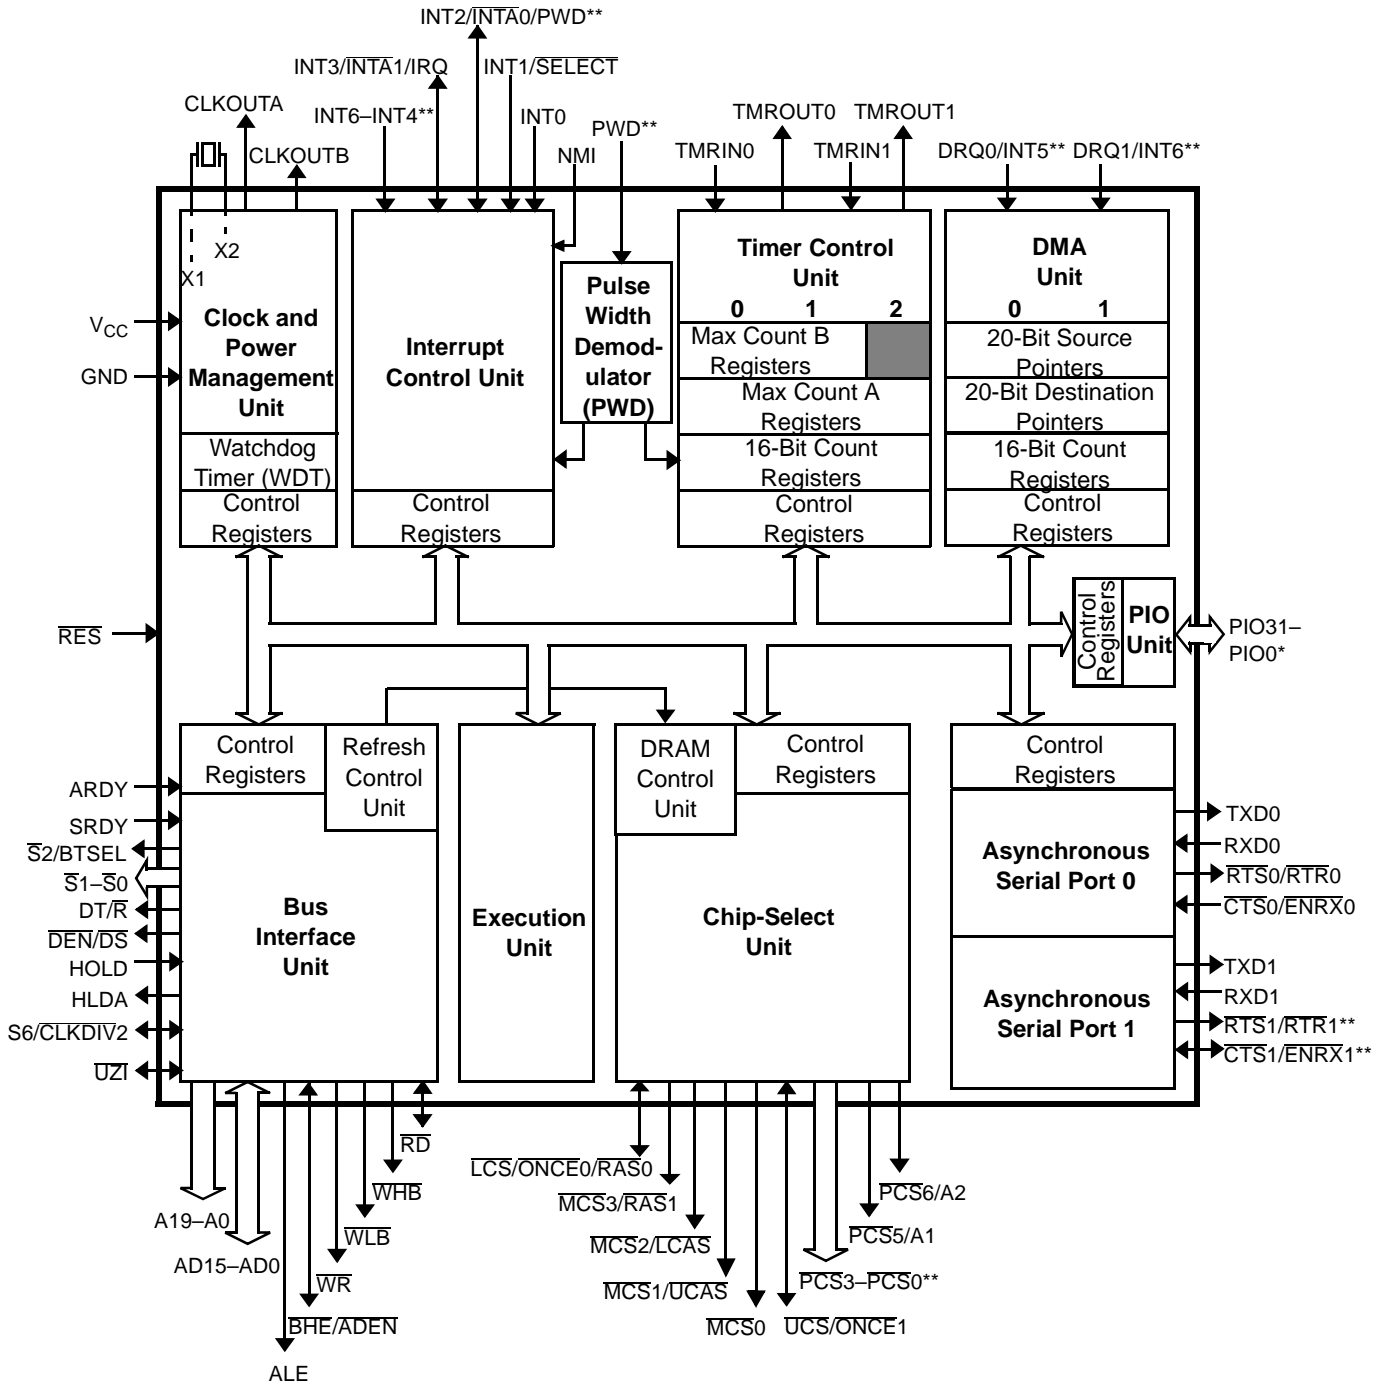 INT2/INTA0/PWD**
INT3/INTA1/IRQ
INT1/SELECT
CLKOUTA
INT6–INT4**
INT0
PWD**
TMROUT0
TMROUT1
CLKOUTB
NMI
TMRIN0
TMRIN1
DRQ0/INT5**
DRQ1/INT6**
X2
X1
VCC
GND
Clock and
Power
Management
Unit
Watchdog
Timer (WDT)
Control
Registers
Interrupt
Control Unit
Control
Registers
Pulse
Width
Demod-
ulator
(PWD)
Timer Control
Unit
0 1 2
Max Count B
Registers
Max Count A
Registers
16-Bit Count
Registers
Control
Registers
DMA
Unit
0 1
20-Bit Source
Pointers
20-Bit Destination
Pointers
16-Bit Count
Registers
Control
Registers
RES
Control
Registers
PIO
Unit
PIO31–
PIO0*
Control
Registers
Refresh
Control
Unit
Bus
Interface
Unit
Execution
Unit
DRAM
Control
Unit
Control
Registers
Chip-Select
Unit
Control
Registers
Asynchronous
Serial Port 0
Asynchronous
Serial Port 1
ARDY
SRDY
S2/BTSEL
S1–S0
DT/R
DEN/DS
HOLD
HLDA
S6/CLKDIV2
UZI
TXD0
RXD0
RTS0/RTR0
CTS0/ENRX0
TXD1
RXD1
RTS1/RTR1**
CTS1/ENRX1**
A19–A0
AD15–AD0
ALE
BHE/ADEN
WR
WLB
WHB
RD
LCS/ONCE0/RAS0
MCS3/RAS1
MCS2/LCAS
MCS1/UCAS
MCS0
UCS/ONCE1
PCS3–PCS0**
PCS5/A1
PCS6/A2